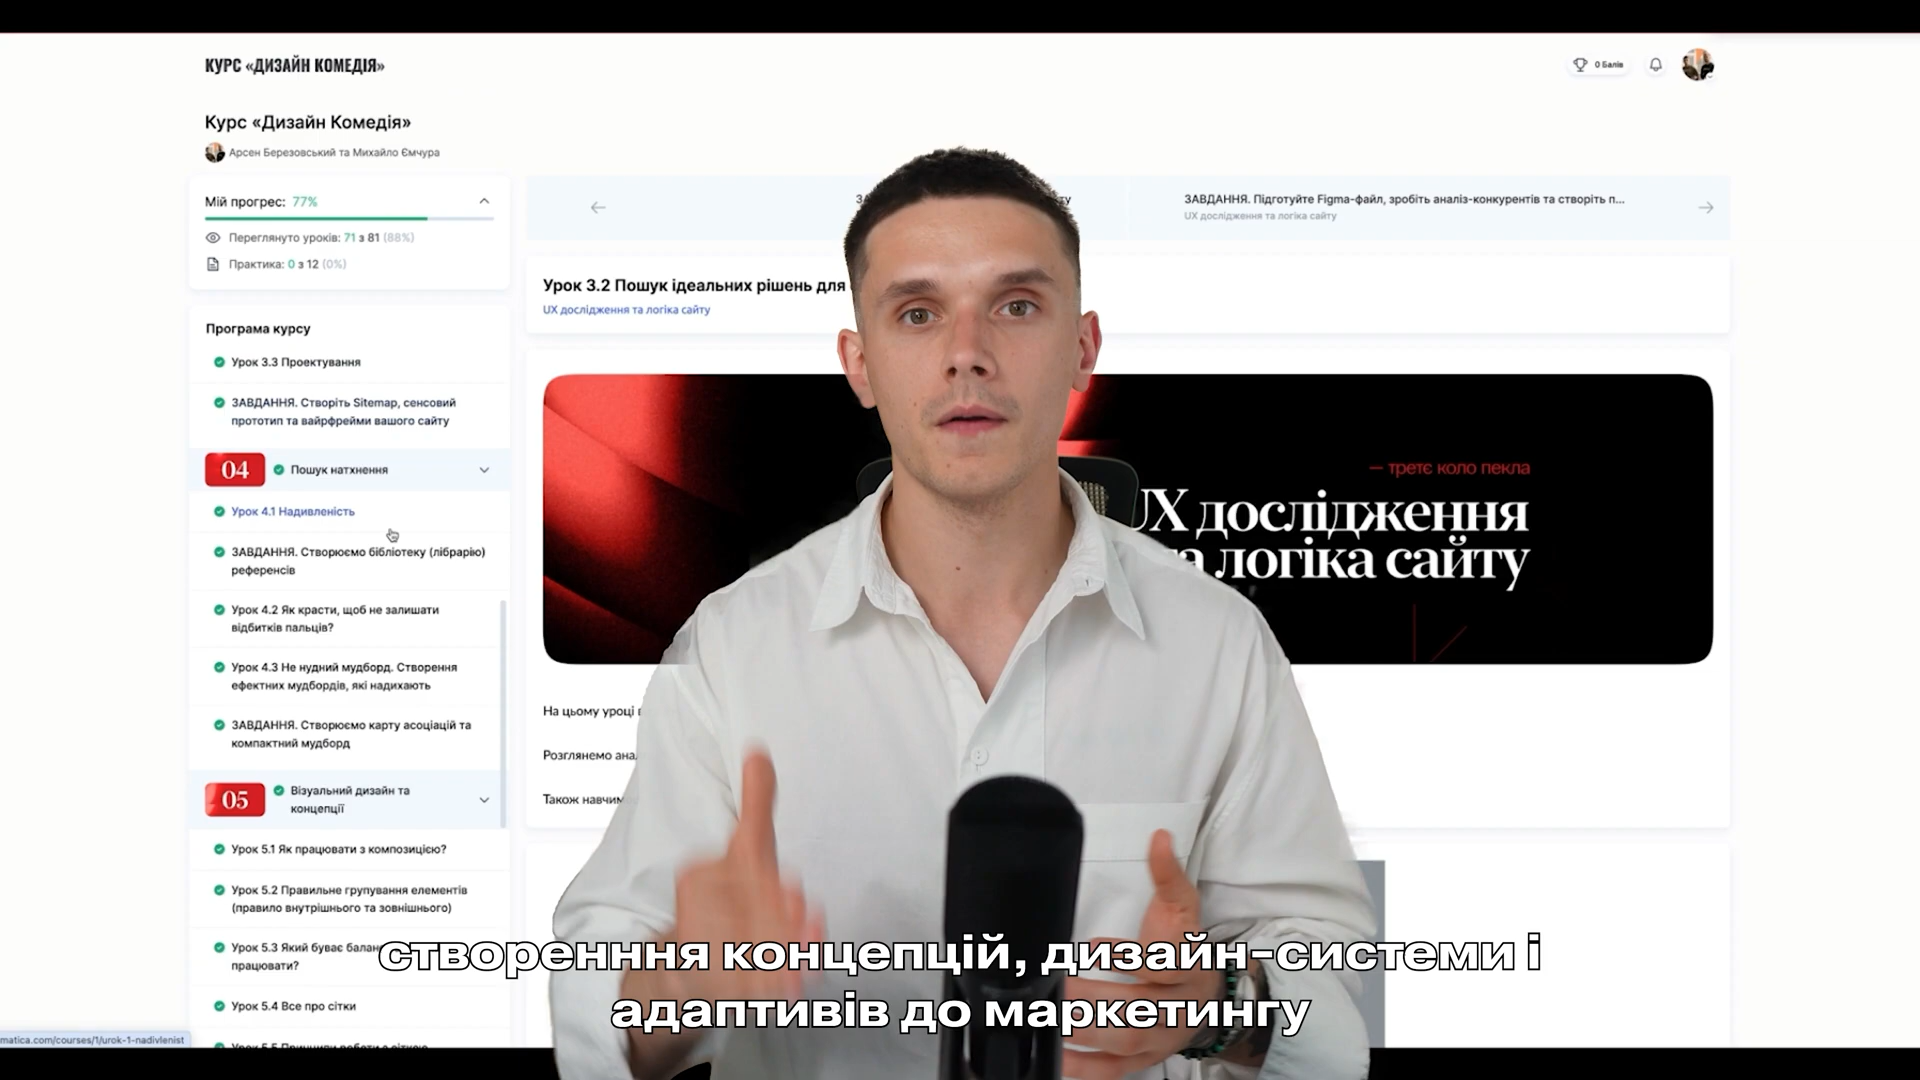 КУРС «ДИЗАЙН КОМЕДІЯ»
0 Балів
Курс «Дизайн Комедія»
Арсен Березовський та Михайло Ємчура
Мій прогрес: 77%
Переглянуто уроків: 71 з 81 (88%)
Практика: 0 з 12 (0%)
Програма курсу
Урок 3.3 Проектування
ЗАВДАННЯ. Створіть Sitemap, сенсовий
прототип та вайрфрейми вашого сайту
04 Пошук натхнення
Урок 4.1 Надивленість
ЗАВДАННЯ. Створюємо бібліотеку (лібрарію)
референсів
Урок 4.2 Як красти, щоб не залишати
відбитків пальців?
Урок 4.3 Не нудний мудборд. Створення
ефектних мудбордів, які надихають
ЗАВДАННЯ. Створюємо карту асоціацій та
компактний мудборд
05 Візуальний дизайн та
концепції
Урок 5.1 Як працювати з композицією?
Урок 5.2 Правильне групування елементів
(правило внутрішнього та зовнішнього)
Урок 5.3 Який буває
працювати?
Урок 5.4 Все про сітки
matica.com/courses/1/urok-1-nadivlenist
ЗАВДАННЯ. Підготуйте Figma-файл, зробіть аналіз-конкурентів та створіть п...
UX дослідження та логіка сайту
Урок 3.2 Пошук ідеальних рішень для
UX дослідження та логіка сайту
— третє коло пекла
UX дослідження
та логіка сайту
На цьому уроці
Розглянемо
Також
створенння концепцій, дизайн-системи і
адаптивів до маркетингу